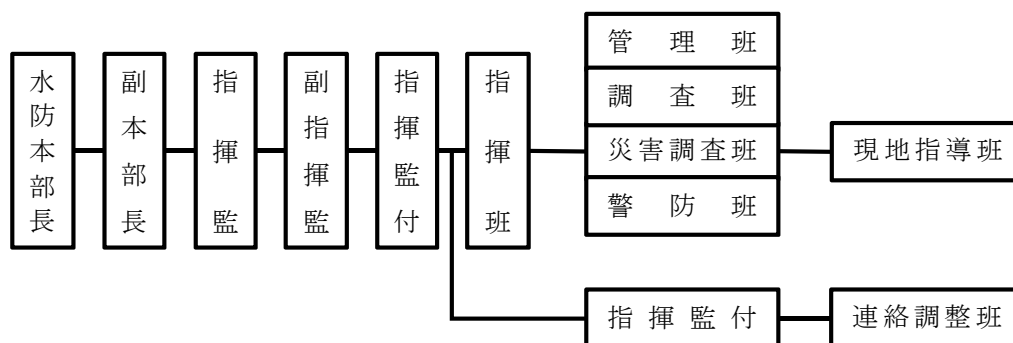 水防本部長
副本部長
指揮監
副指揮監
指揮監付
指揮班
管理班
調査班
災害調査班
警防班
現地指導班
指揮監付
連絡調整班